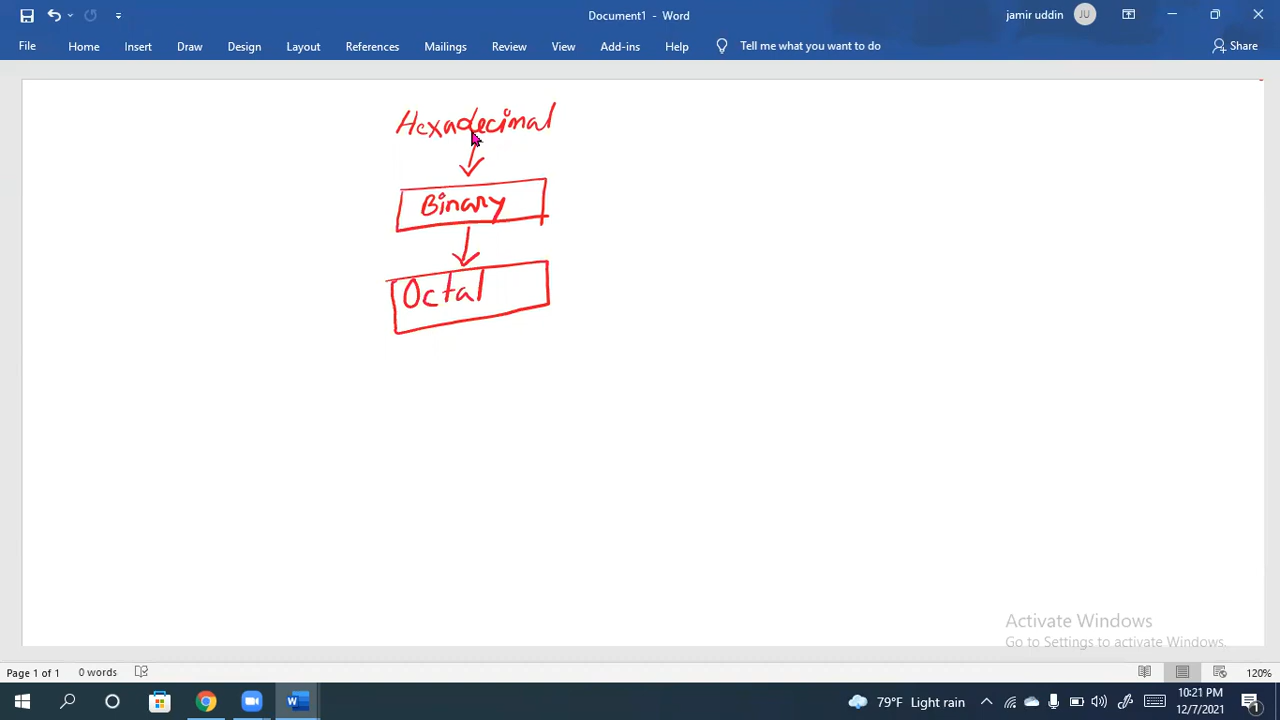 Document1 - Word
jamir uddin
JU
File
Home
Insert
Draw
Design
Layout
References
Mailings
Review
View
Add-ins
Help
Tell me what you want to do
Share
Hexadecimal
Binary
Octal
Activate Windows
Go to Settings to activate Windows.
Page 1 of 1
0 words
120%
79°F Light rain
10:21 PM
12/7/2021
1